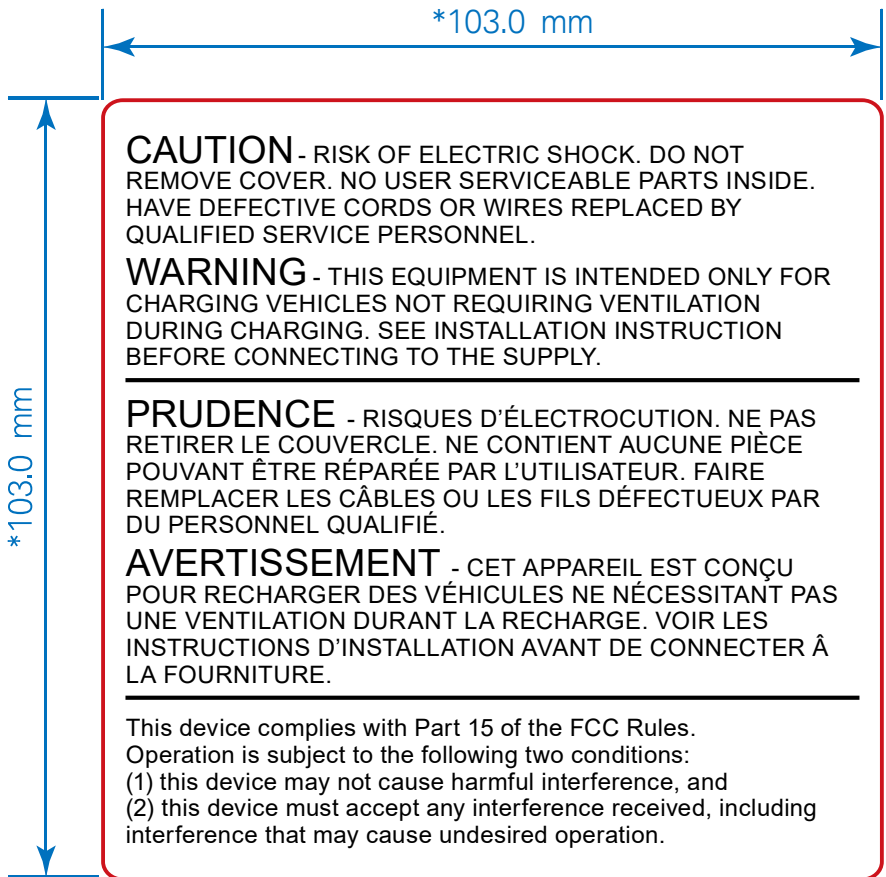 *103.0 mm
*103.0 mm
CAUTION - RISK OF ELECTRIC SHOCK. DO NOT
REMOVE COVER. NO USER SERVICEABLE PARTS INSIDE.
HAVE DEFECTIVE CORDS OR WIRES REPLACED BY
QUALIFIED SERVICE PERSONNEL.
WARNING - THIS EQUIPMENT IS INTENDED ONLY FOR
CHARGING VEHICLES NOT REQUIRING VENTILATION
DURING CHARGING. SEE INSTALLATION INSTRUCTION
BEFORE CONNECTING TO THE SUPPLY.
PRUDENCE - RISQUES D’ÉLECTROCUTION. NE PAS
RETIRER LE COUVERCLE. NE CONTIENT AUCUNE PIÈCE
POUVANT ÊTRE RÉPARÉE PAR L’UTILISATEUR. FAIRE
REMPLACER LES CÂBLES OU LES FILS DÉFECTUEUX PAR
DU PERSONNEL QUALIFIÉ.
AVERTISSEMENT - CET APPAREIL EST CONÇU
POUR RECHARGER DES VÉHICULES NE NÉCESSITANT PAS
UNE VENTILATION DURANT LA RECHARGE. VOIR LES
INSTRUCTIONS D’INSTALLATION AVANT DE CONNECTER Â
LA FOURNITURE.
This device complies with Part 15 of the FCC Rules.
Operation is subject to the following two conditions:
(1) this device may not cause harmful interference, and
(2) this device must accept any interference received, including
interference that may cause undesired operation.